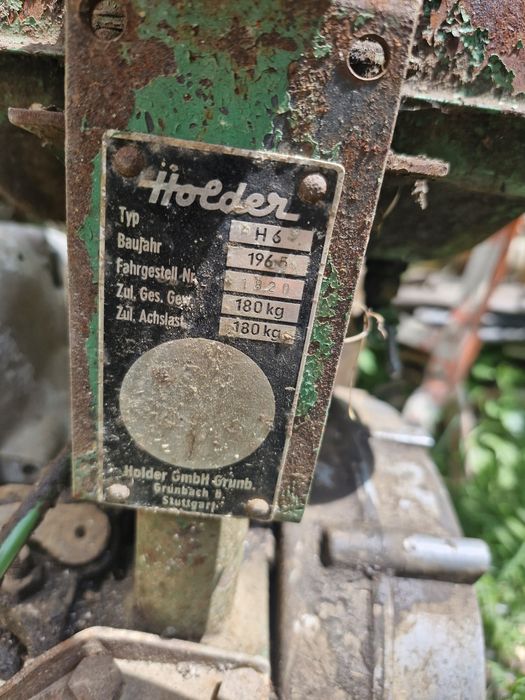 Holder
Typ H 6
Baujahr 1965
Fahrgestell Nr. 1820
Zul. Ges. Gew. 180 kg
Zul. Achslast 180 kg
Holder GmbH Grunb.
Grunbach b.
Stuttgart